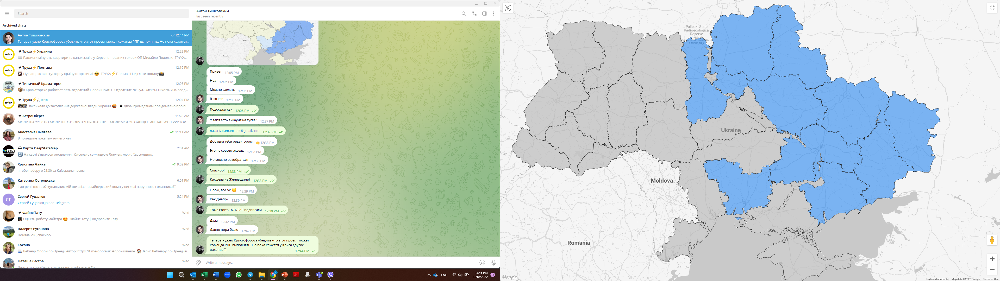 Search
Archived chats
Антон Тишковский
12:44 PM
Теперь нужно Кристофороса убедить что этот проект может команда РПП выполнять. Но пока кажется...
Труха⚡Украина
12:22 PM
Рашисти мінують квартири та каналізацію у Херсоні, – радник голови ОП Михайло Подоляк. ТРУХА...
Труха⚡Полтава
12:19 PM
Ну нащо ж ви в суєвєрну країну вторглися? 😎 ТРУХА⚡Полтава Надіслати новину📸
Типичный Краматорск
12:06 PM
📦В Краматорске работает пять отделений Новой Почты Отделение №1, ул. Олексы Тихого, 70в, вес д...
Труха⚡Днепр
12:04 PM
Закликали до захоплення державної влади України 🤬 ◾ Двом громадянам повідомлено про пі...
АстроОберег
11:28 AM
МОЛИТВА 22:00 ПО МОЛИТВЕ ОТЗОВУТСЯ ПРОПАВШИЕ. МОЛИМСЯ ОБ ОЧИЩЕНИИ НАШИХ ТЕРРИТОР...
Анастасия Пыляева
11:11 AM
В принципе пока там ничего нет
Карта DeepStateMap
2:01 AM
🔄 На карті з'явилося оновлення: Оновлено ситуацію в Павлівці та на Херсонщині.
Христина Чайка
9:02 PM
я тебе наберу о 21:30 за Київським часом
Катерина Островська
6:01 PM
і, до речі, шо там? купальник мій ще влізе та дайверський комп у вигляді наручного годинника?))
СГ
Сергей Гуцалюк
5:24 PM
Сергей Гуцалюк joined Telegram
Файне Тату
Wed
Оцініть роботу майстра 😍 Файне Тату | Відправити Тату
Валерия Русанова
Wed
Поняла, ок , спасибо
Кохана
Wed
Вебінар Опори по Оренді Автор: https://t.me/oporauk #проживание 🏠Запис Вебінару по Оренді ві...
Наташа Сестра
Wed
Плохо що проїбали, головне що з тобою все Ок
Антон Тишковский
last seen recently
Moldova
Romania
Привет 12:05 PM
Неа 12:06 PM
Можно сделать 12:06 PM
В экселе 12:06 PM
Подскажи как 12:06 PM
У тебя есть аккаунт на гугле? 12:37 PM
nazarii.atamanchuk@gmail.com 12:37 PM
Добавил тебя редактором 👍 12:38 PM
Это не совсем эксель 12:38 PM
Но можно разобраться 12:38 PM
Спасибо! 12:38 PM
Как дела на Женевщине? 12:38 PM
Норм, все ок 12:39 PM
Как Днепр? 12:39 PM
Тоже стоит. DG NEAR подписали 12:39 PM
Дааа 12:42 PM
Давно пора было 12:42 PM
Теперь нужно Кристофороса убедить что этот проект может
команда РПП выполнять. Но пока кажется у Криса другое
видение )) 12:44 PM
Write a message...
ENG
12:48 PM
11/10/2022
13
Palieski State
Radioecological
Reserve
Ukraine
Moldova
Romania
Google
Keyboard shortcuts
Map data ©2022 Google
Terms of Use